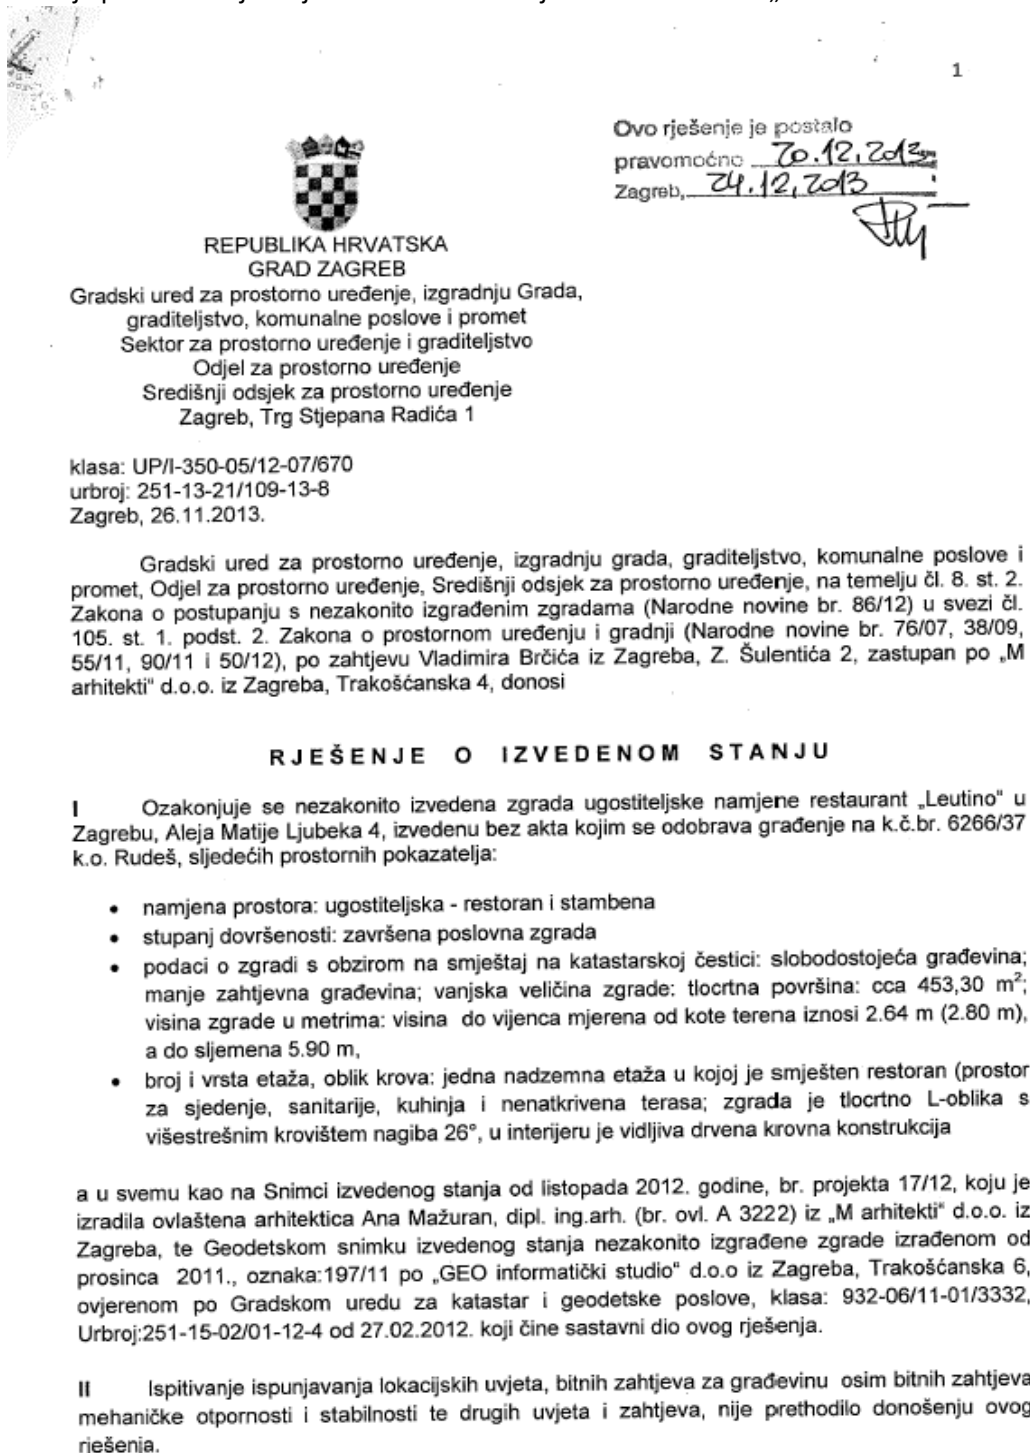 1
Ovo rješenje je postalo
pravomoćno 20.12.2013.
Zagreb, 24.12.2013
REPUBLIKA HRVATSKA
GRAD ZAGREB
Gradski ured za prostorno uređenje, izgradnju Grada,
graditeljstvo, komunalne poslove i promet
Sektor za prostorno uređenje i graditeljstvo
Odjel za prostorno uređenje
Središnji odsjek za prostorno uređenje
Zagreb, Trg Stjepana Radića 1
klasa: UP/I-350-05/12-07/670
urbroj: 251-13-21/109-13-8
Zagreb, 26.11.2013.
Gradski ured za prostorno uređenje, izgradnju grada, graditeljstvo, komunalne poslove i
promet, Odjel za prostorno uređenje, Središnji odsjek za prostorno uređenje, na temelju čl. 8. st. 2.
Zakona o postupanju s nezakonito izgrađenim zgradama (Narodne novine br. 86/12) u svezi čl.
105. st. 1. podst. 2. Zakona o prostornom uređenju i gradnji (Narodne novine br. 76/07, 38/09,
55/11, 90/11 i 50/12), po zahtjevu Vladimira Brčića iz Zagreba, Z. Šulentića 2, zastupan po „M
arhitekti“ d.o.o. iz Zagreba, Trakošćanska 4, donosi
RJEŠENJE O IZVEDENOM STANJU
I Ozakonjuje se nezakonito izvedena zgrada ugostiteljske namjene restaurant „Leutino“ u
Zagrebu, Aleja Matije Ljubeka 4, izvedenu bez akta kojim se odobrava građenje na k.č.br. 6266/37
k.o. Rudeš, sljedećih prostornih pokazatelja:
• namjena prostora: ugostiteljska - restoran i stambena
• stupanj dovršenosti: završena poslovna zgrada
• podaci o zgradi s obzirom na smještaj na katastarskoj čestici: slobodostojeća građevina;
manje zahtjevna građevina; vanjska veličina zgrade: tlocrtna površina: cca 453,30 m²;
visina zgrade u metrima: visina do vijenca mjerena od kote terena iznosi 2.64 m (2.80 m),
a do sljemena 5.90 m,
• broj i vrsta etaža, oblik krova: jedna nadzemna etaža u kojoj je smješten restoran (prostor
za sjedenje, sanitarije, kuhinja i nenatkrivena terasa; zgrada je tlocrtno L-oblika s
višestrešnim krovištem nagiba 26°, u interijeru je vidljiva drvena krovna konstrukcija
a u svemu kao na Snimci izvedenog stanja od listopada 2012. godine, br. projekta 17/12, koju je
izradila ovlaštena arhitektica Ana Mažuran, dipl. ing.arh. (br. ovl. A 3222) iz „M arhitekti“ d.o.o. iz
Zagreba, te Geodetskom snimku izvedenog stanja nezakonito izgrađene zgrade izrađenom od
prosinca 2011., oznaka:197/11 po „GEO informatički studio“ d.o.o iz Zagreba, Trakošćanska 6,
ovjerenom po Gradskom uredu za katastar i geodetske poslove, klasa: 932-06/11-01/3332,
Urbroj:251-15-02/01-12-4 od 27.02.2012. koji čine sastavni dio ovog rješenja.
II Ispitivanje ispunjavanja lokacijskih uvjeta, bitnih zahtjeva za građevinu osim bitnih zahtjeva
mehaničke otpornosti i stabilnosti te drugih uvjeta i zahtjeva, nije prethodilo donošenju ovog
rješenja.